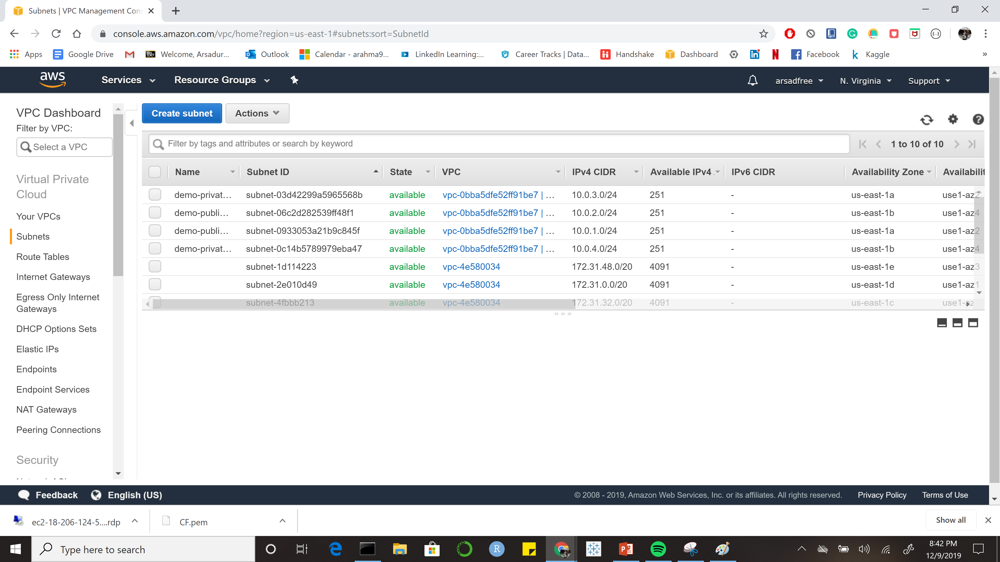 Subnets | VPC Management Con
console.aws.amazon.com/vpc/home?region=us-east-1#subnets:sort=SubnetId
Apps Google Drive Bb Welcome, Arsadur... Outlook Calendar - arahma9... LinkedIn Learning:... Career Tracks | Data... Handshake Dashboard Facebook Kaggle »
aws Services Resource Groups arsadfree N. Virginia Support
VPC Dashboard
Filter by VPC:
Select a VPC
Virtual Private
Cloud
Your VPCs
Subnets
Route Tables
Internet Gateways
Egress Only Internet
Gateways
DHCP Options Sets
Elastic IPs
Endpoints
Endpoint Services
NAT Gateways
Peering Connections
Security
Create subnet Actions
Filter by tags and attributes or search by keyword 1 to 10 of 10
Name Subnet ID State VPC IPv4 CIDR Available IPv4 IPv6 CIDR Availability Zone Availabilit
demo-privat... subnet-03d42299a5965568b available vpc-0bba5dfe52ff91be7 | ... 10.0.3.0/24 251 - us-east-1a use1-az2
demo-publi... subnet-06c2d282539ff48f1 available vpc-0bba5dfe52ff91be7 | ... 10.0.2.0/24 251 - us-east-1b use1-az4
demo-publi... subnet-0933053a21b9c845f available vpc-0bba5dfe52ff91be7 | ... 10.0.1.0/24 251 - us-east-1a use1-az2
demo-privat... subnet-0c14b5789979eba47 available vpc-0bba5dfe52ff91be7 | ... 10.0.4.0/24 251 - us-east-1b use1-az4
subnet-1d114223 available vpc-4e580034 172.31.48.0/20 4091 - us-east-1e use1-az3
subnet-2e010d49 available vpc-4e580034 172.31.0.0/20 4091 - us-east-1d use1-az1
subnet-4fbbb213 available vpc-4e580034 172.31.32.0/20 4091 - us-east-1c use1-az
Feedback English (US) © 2008 - 2019, Amazon Web Services, Inc. or its affiliates. All rights reserved. Privacy Policy Terms of Use
ec2-18-206-124-5....rdp CF.pem Show all
Type here to search
8:42 PM
12/9/2019